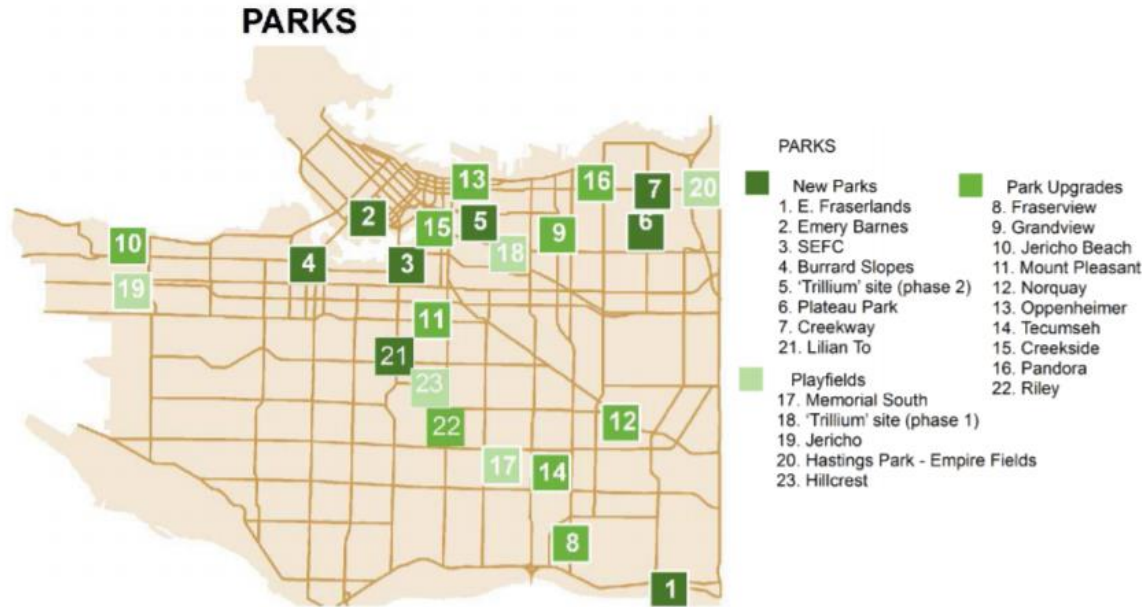 PARKS
13
16
7
20
2
15
5
6
10
9
18
4
3
19
11
21
23
22
12
17
14
8
1
PARKS
New Parks
1. E. Fraserlands
2. Emery Barnes
3. SEFC
4. Burrard Slopes
5. 'Trillium' site (phase 2)
6. Plateau Park
7. Creekway
21. Lilian To
Playfields
17. Memorial South
18. 'Trillium' site (phase 1)
19. Jericho
20. Hastings Park - Empire Fields
23. Hillcrest
Park Upgrades
8. Fraserview
9. Grandview
10. Jericho Beach
11. Mount Pleasant
12. Norquay
13. Oppenheimer
14. Tecumseh
15. Creekside
16. Pandora
22. Riley